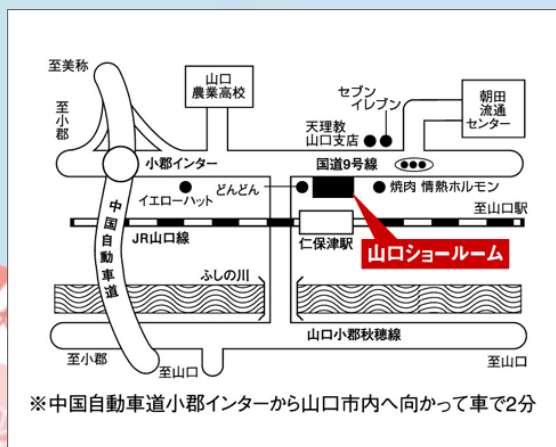 至美称
至小郡
山口
農業高校
セブン
イレブン
天理教
山口支店
朝田
流通
センター
小郡インター
国道9号線
イエローハット
どんどん
焼肉 情熱ホルモン
至山口駅
中国自動車道
JR山口線
仁保津駅
山口ショールーム
ふしの川
山口小郡秋穂線
至小郡
至山口
至山口
※中国自動車道小郡インターから山口市内へ向かって車で2分